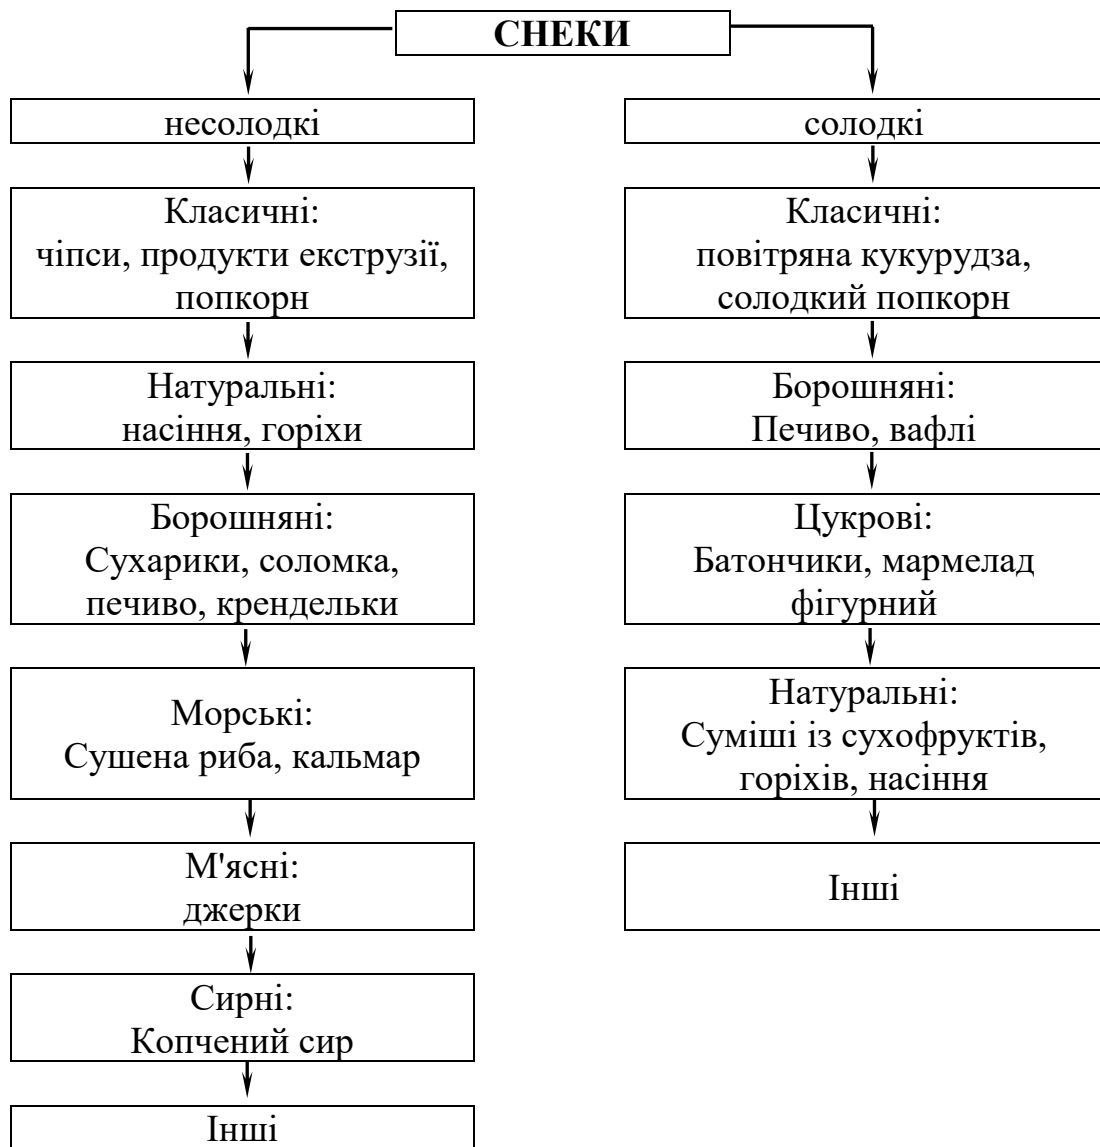 СНЕКИ
несолодкі
Класичні:
чіпси, продукти екструзії,
попкорн
Натуральні:
насіння, горіхи
Борошняні:
Сухарики, соломка,
печиво, крендельки
Морські:
Сушена риба, кальмар
М'ясні:
джерки
Сирні:
Копчений сир
Інші
солодкі
Класичні:
повітряна кукурудза,
солодкий попкорн
Борошняні:
Печиво, вафлі
Цукрові:
Батончики, мармелад
фігурний
Натуральні:
Суміші із сухофруктів,
горіхів, насіння
Інші